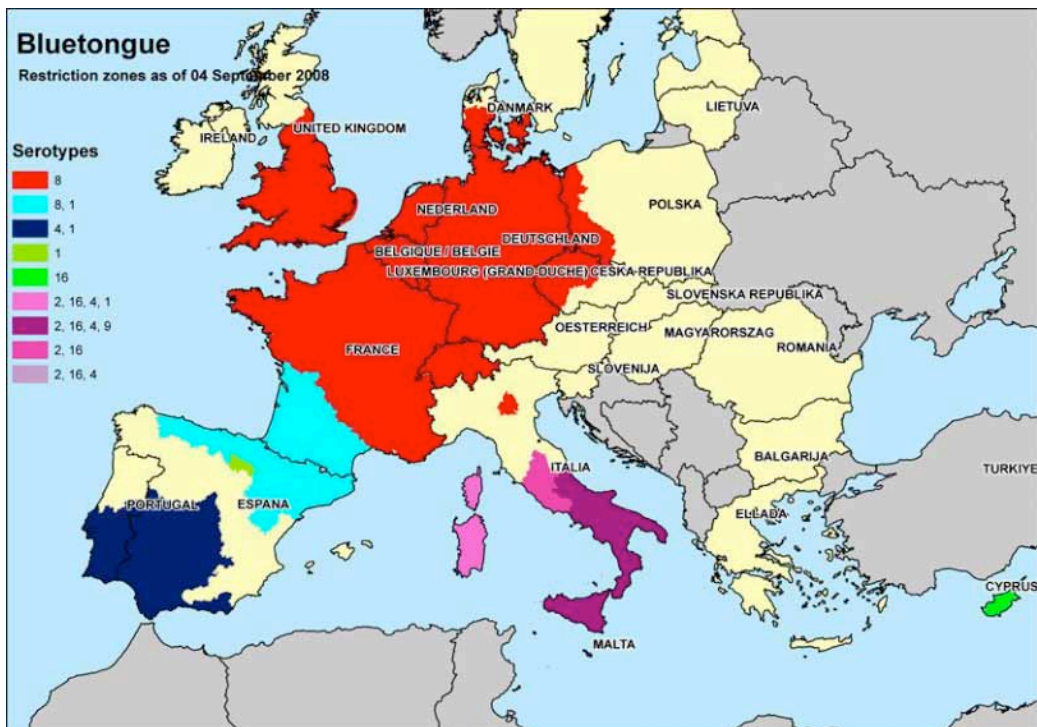 Bluetongue
Restriction zones as of 04 September 2008
Serotypes
8
8, 1
4, 1
1
16
2, 16, 4, 1
2, 16, 4, 9
2, 16
2, 16, 4
IRELAND
UNITED KINGDOM
DANMARK
LIETUVA
NEDERLAND
POLSKA
DEUTSCHLAND
BELGIQUE / BELGIE
LUXEMBOURG (GRAND-DUCHE)
CESKA REPUBLIKA
SLOVENSKA REPUBLIKA
OESTERREICH
MAGYARORSZAG
ROMANIA
FRANCE
SLOVENIJA
BALGARIJA
ITALIA
TURKIYE
PORTUGAL
ESPANA
ELLADA
CYPRUS
MALTA